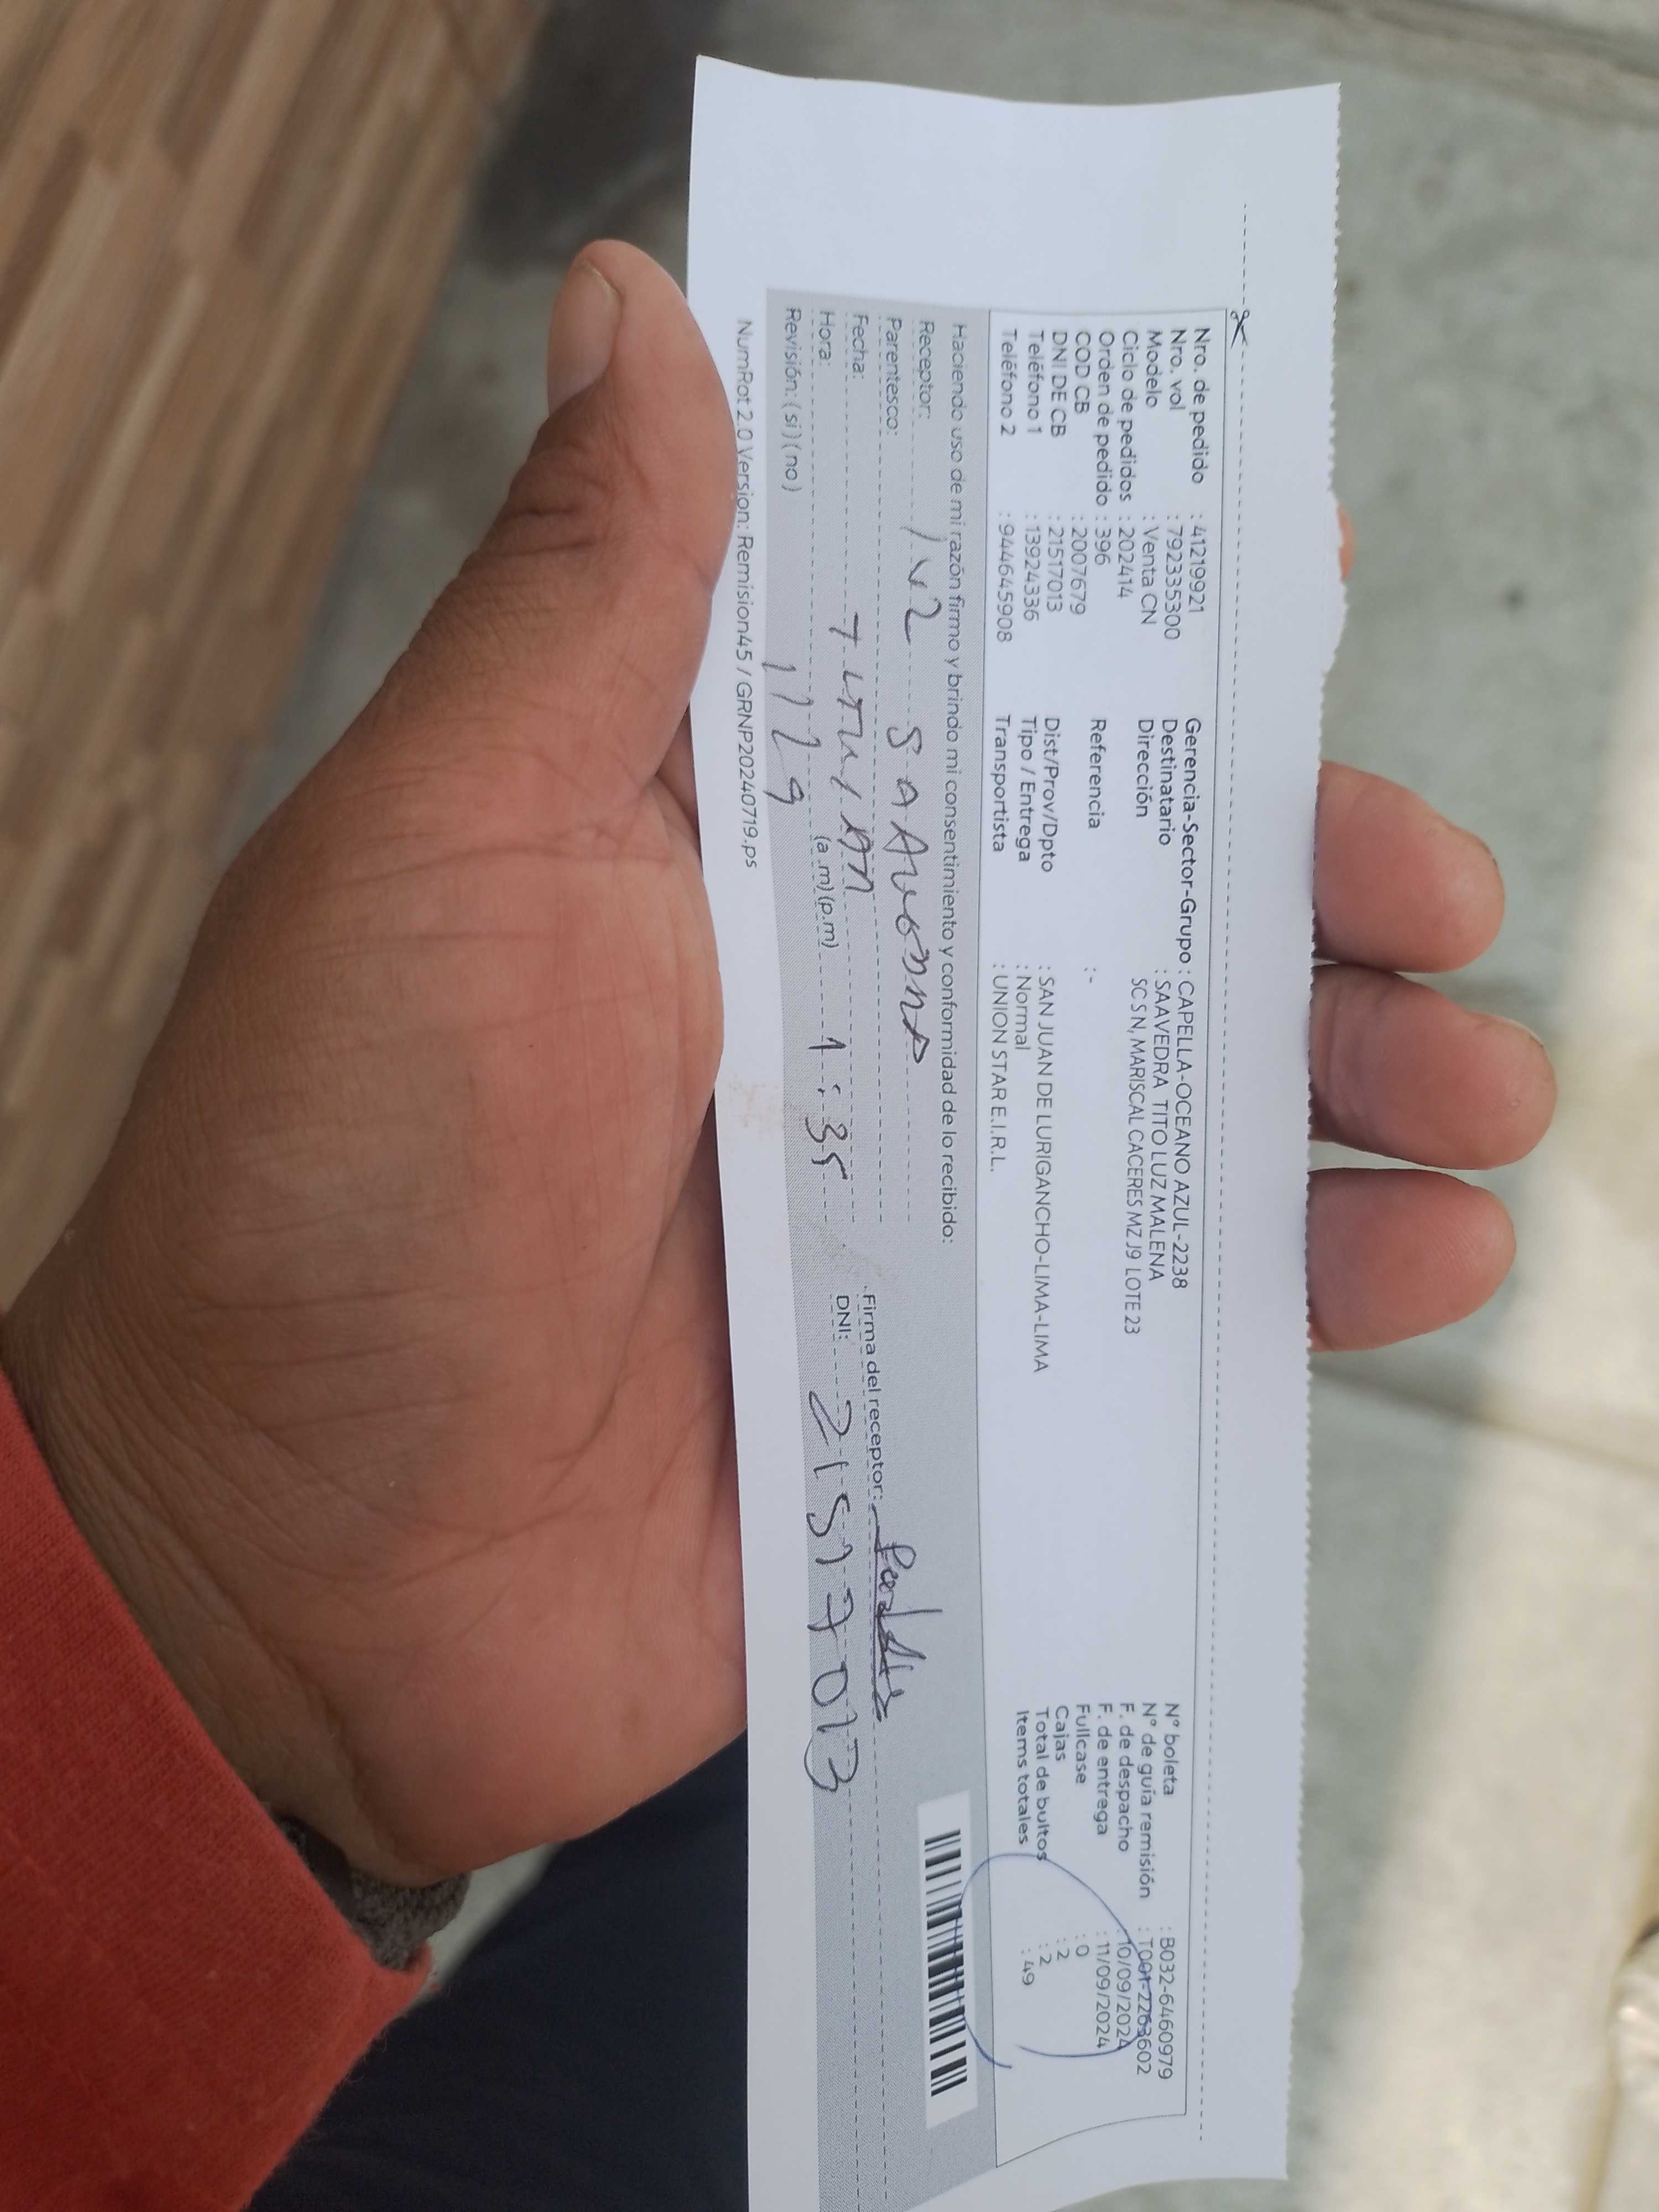 Nro. de pedido : 41219921
Nro. vol : 792335300
Modelo : Venta CN
Ciclo de pedidos : 202414
Orden de pedido : 396
COD CB : 2007679
DNI DE CB : 21517013
Teléfono 1 : 13924336
Teléfono 2 : 944645908
Gerencia-Sector-Grupo : CAPELLA-OCEANO AZUL-2238
Destinatario : SAAVEDRA TITO LUZ MALENA
Dirección SC S N, MARISCAL CACERES MZ J9 LOTE 23
Referencia : -
Dist/Prov/Dpto : SAN JUAN DE LURIGANCHO-LIMA-LIMA
Tipo / Entrega : Normal
Transportista : UNION STAR E.I.R.L.
N° boleta : B032-6460979
N° de guía remisión : T001-2263602
F. de despacho : 10/09/2024
F. de entrega : 11/09/2024
Fullcase : 0
Cajas : 2
Total de bultos : 2
Items totales : 49
Haciendo uso de mi razón firmo y brindo mi consentimiento y conformidad de lo recibido:
Receptor:
Parentesco:
Fecha:
Hora: (a.m)(p.m) 1:35
Revisión: (si)(no) 11 9
Firma del receptor:
DNI: 21517013
NumRot 2.0 Version: Remision45 / GRNP20240719.ps